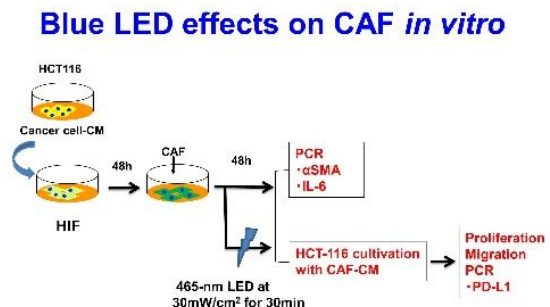 Blue LED effects on CAF in vitro
HCT116
Cancer cell-CM
48h
CAF
48h
HIF
PCR
・αSMA
・IL-6
HCT-116 cultivation
with CAF-CM
Proliferation
Migration
PCR
・PD-L1
465-nm LED at
30mW/cm² for 30min